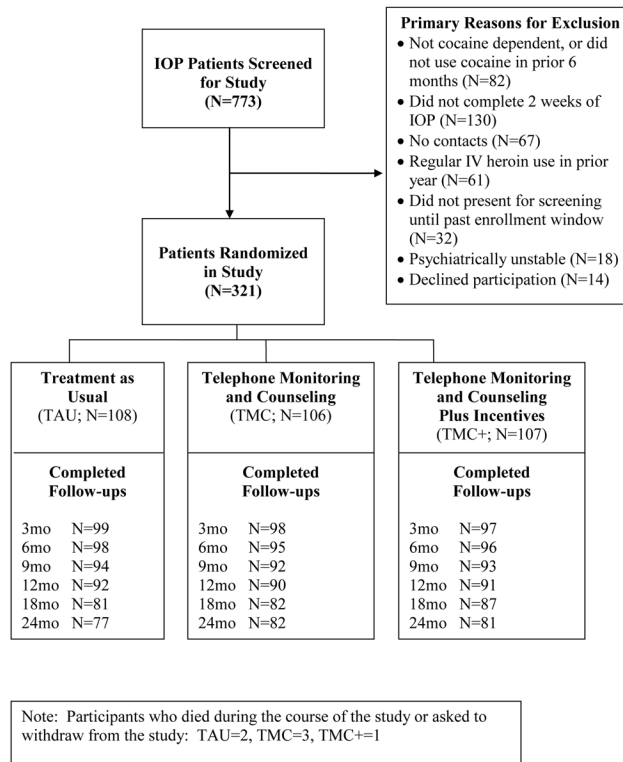 IOP Patients Screened
for Study
(N=773)
Primary Reasons for Exclusion
• Not cocaine dependent, or did
not use cocaine in prior 6
months (N=82)
• Did not complete 2 weeks of
IOP (N=130)
• No contacts (N=67)
• Regular IV heroin use in prior
year (N=61)
• Did not present for screening
until past enrollment window
(N=32)
• Psychiatrically unstable (N=18)
• Declined participation (N=14)
Patients Randomized
in Study
(N=321)
Treatment as
Usual
(TAU; N=108)
Completed
Follow-ups
3mo N=99
6mo N=98
9mo N=94
12mo N=92
18mo N=81
24mo N=77
Telephone Monitoring
and Counseling
(TMC; N=106)
Completed
Follow-ups
3mo N=98
6mo N=95
9mo N=92
12mo N=90
18mo N=82
24mo N=82
Telephone Monitoring
and Counseling
Plus Incentives
(TMC+; N=107)
Completed
Follow-ups
3mo N=97
6mo N=96
9mo N=93
12mo N=91
18mo N=87
24mo N=81
Note: Participants who died during the course of the study or asked to
withdraw from the study: TAU=2, TMC=3, TMC+=1